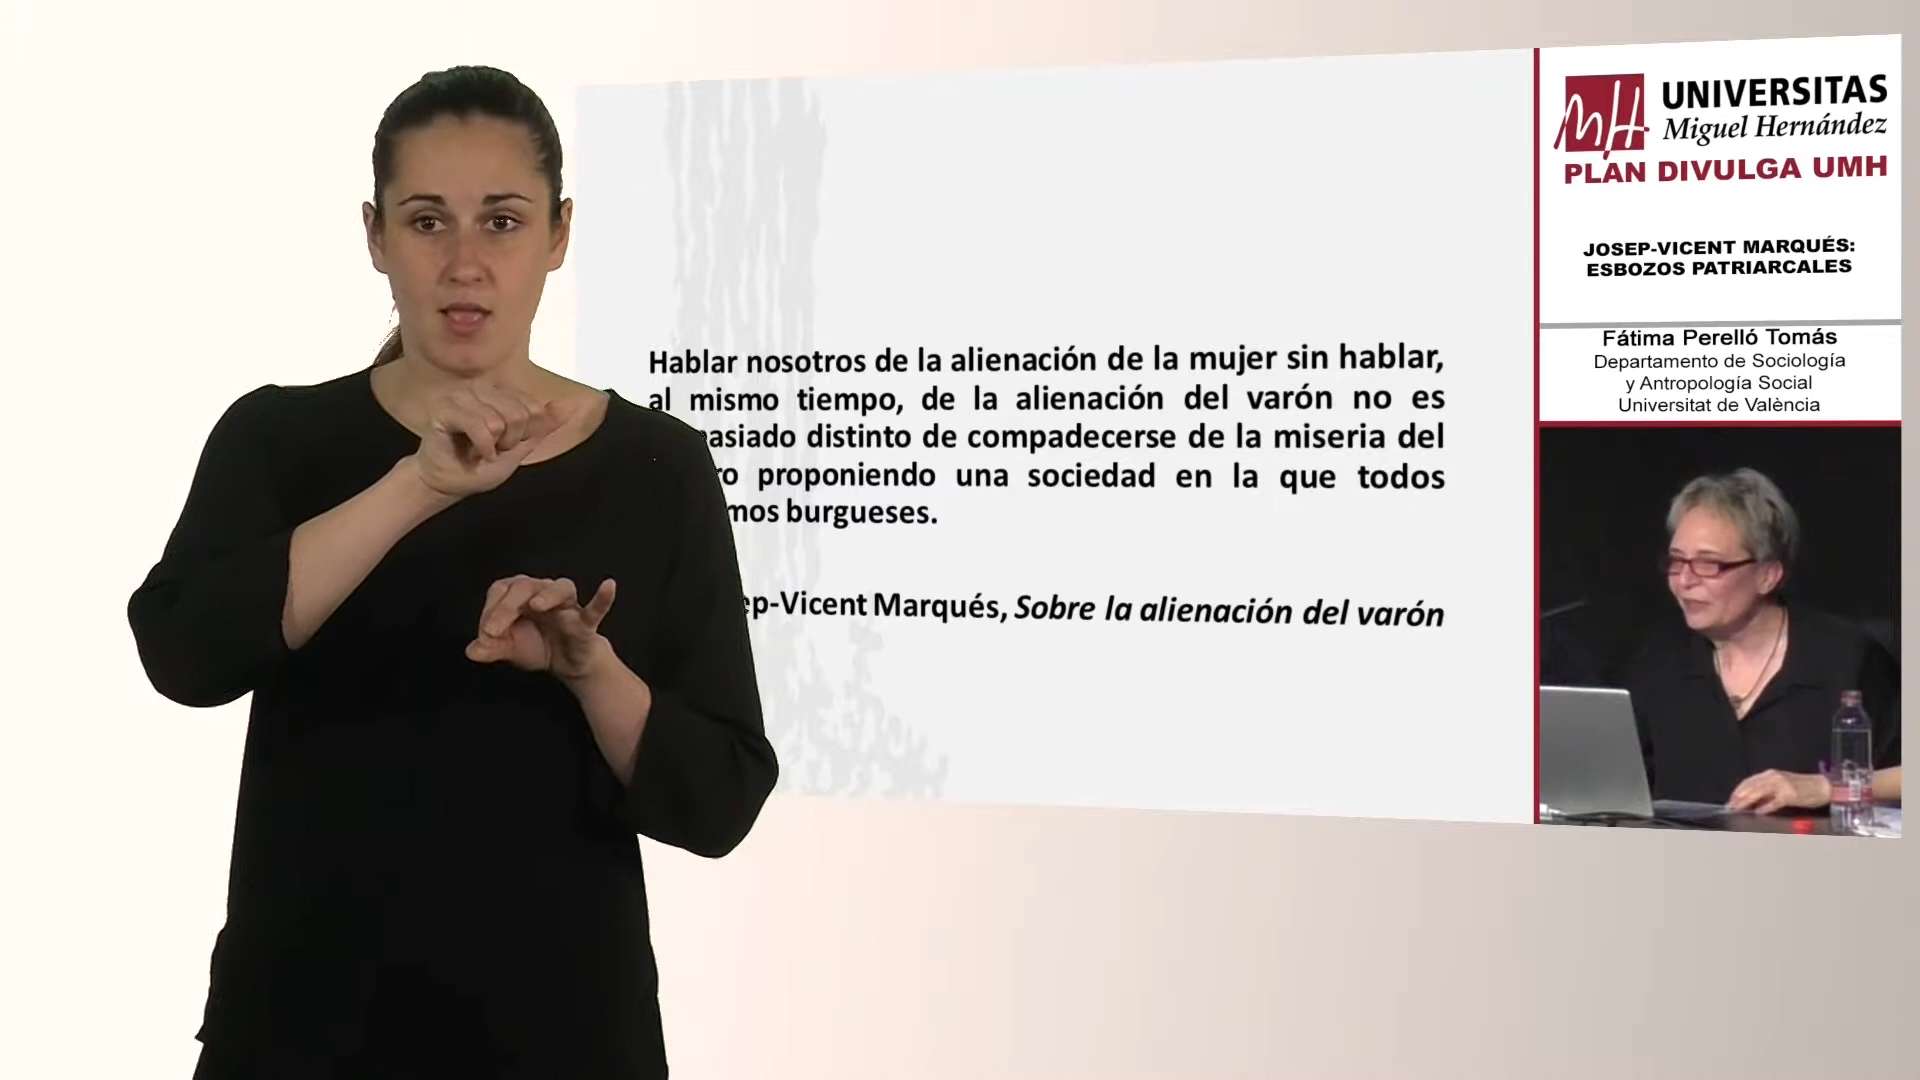 Hablar nosotros de la alienación de la mujer sin hablar,
al mismo tiempo, de la alienación del varón no es
distinto de compadecerse de la miseria del
proponiendo una sociedad en la que todos
burgueses.
Vicent Marqués, Sobre la alienación del varón
UNIVERSITAS
Miguel Hernández
PLAN DIVULGA UMH
JOSEP-VICENT MARQUÉS:
ESBOZOS PATRIARCALES
Fátima Perelló Tomás
Departamento de Sociología
y Antropología Social
Universitat de València